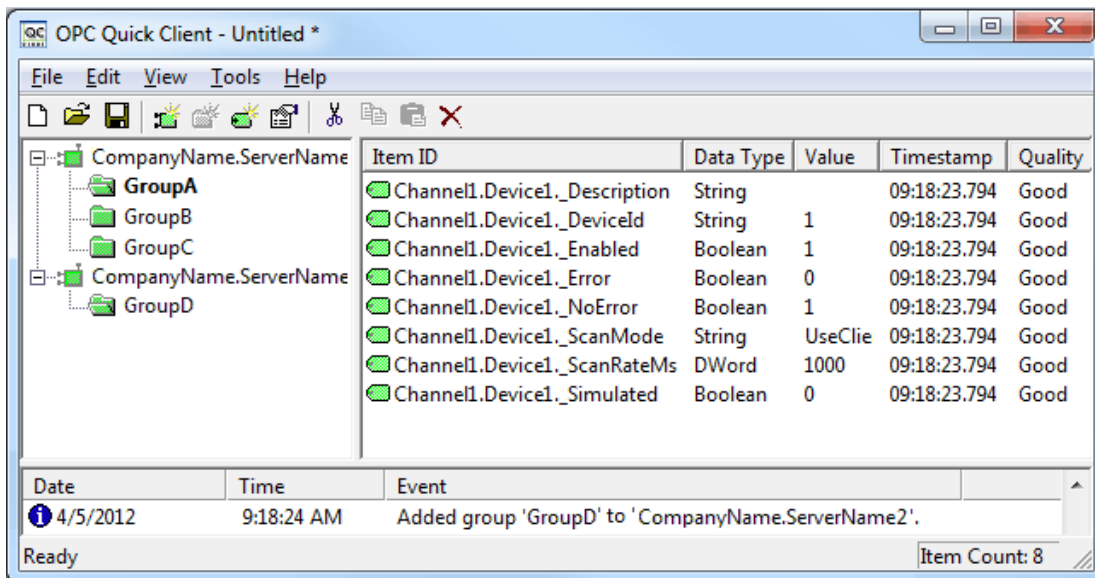 OPC Quick Client - Untitled *
File Edit View Tools Help
CompanyName.ServerName
GroupA
GroupB
GroupC
CompanyName.ServerName
GroupD
Item ID Data Type Value Timestamp Quality
Channel1.Device1._Description String 09:18:23.794 Good
Channel1.Device1._DeviceId String 1 09:18:23.794 Good
Channel1.Device1._Enabled Boolean 1 09:18:23.794 Good
Channel1.Device1._Error Boolean 0 09:18:23.794 Good
Channel1.Device1._NoError Boolean 1 09:18:23.794 Good
Channel1.Device1._ScanMode String UseClie 09:18:23.794 Good
Channel1.Device1._ScanRateMs DWord 1000 09:18:23.794 Good
Channel1.Device1._Simulated Boolean 0 09:18:23.794 Good
Date Time Event
4/5/2012 9:18:24 AM Added group 'GroupD' to 'CompanyName.ServerName2'.
Ready Item Count: 8